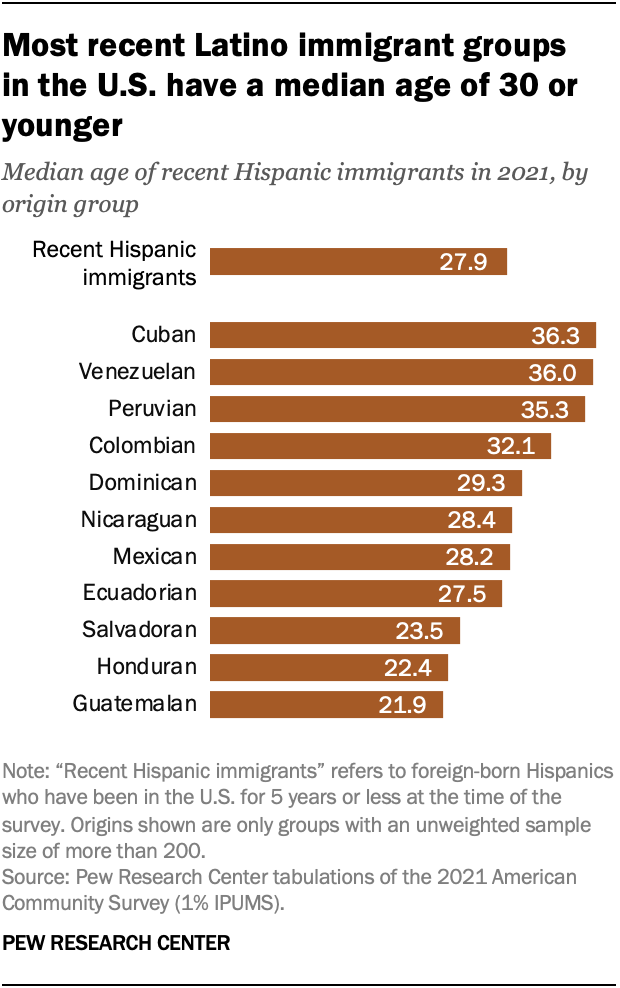 Most recent Latino immigrant groups
in the U.S. have a median age of 30 or
younger
Median age of recent Hispanic immigrants in 2021, by
origin group
Recent Hispanic
immigrants 27.9
Cuban 36.3
Venezuelan 36.0
Peruvian 35.3
Colombian 32.1
Dominican 29.3
Nicaraguan 28.4
Mexican 28.2
Ecuadorian 27.5
Salvadoran 23.5
Honduran 22.4
Guatemalan 21.9
Note: “Recent Hispanic immigrants” refers to foreign-born Hispanics
who have been in the U.S. for 5 years or less at the time of the
survey. Origins shown are only groups with an unweighted sample
size of more than 200.
Source: Pew Research Center tabulations of the 2021 American
Community Survey (1% IPUMS).
PEW RESEARCH CENTER